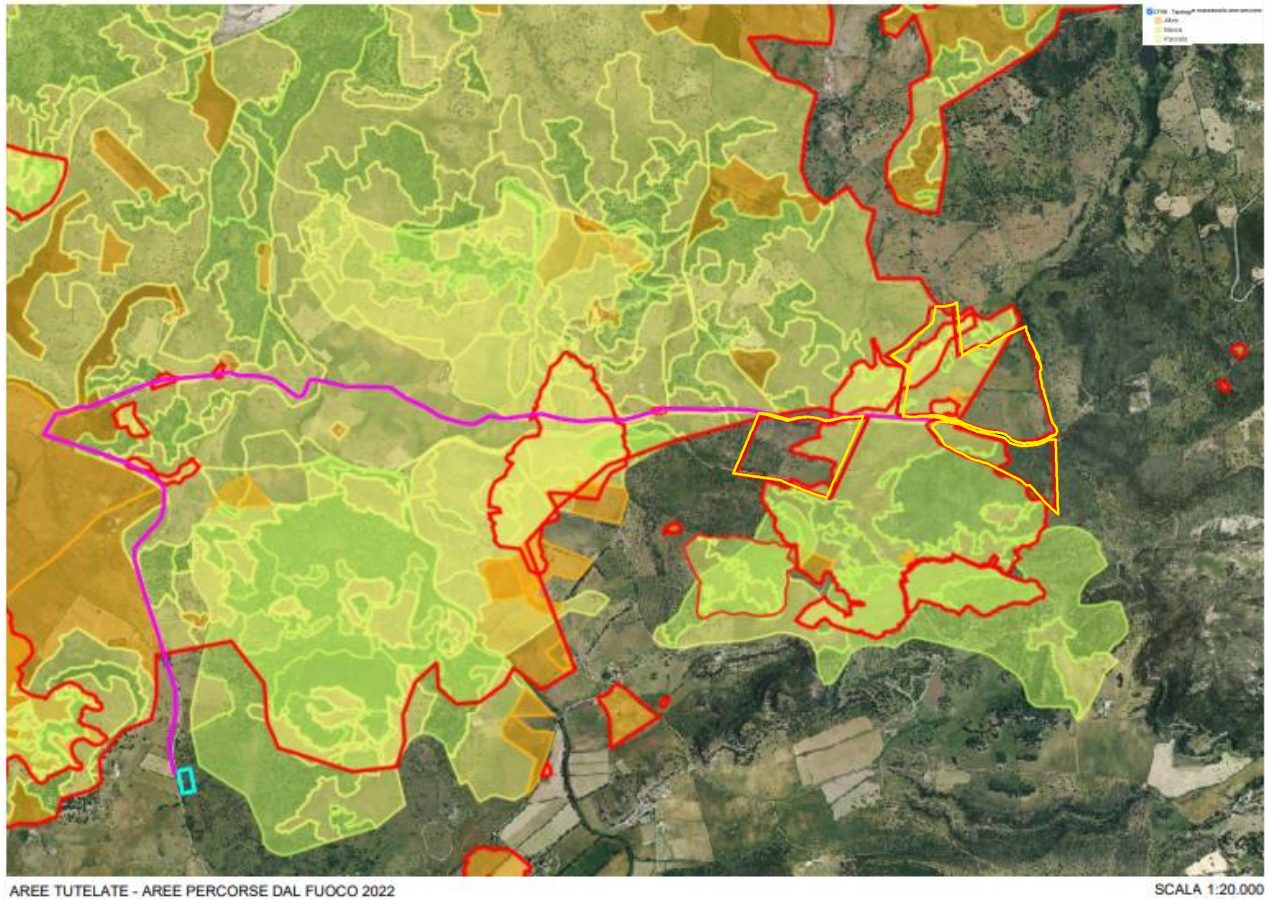 Altro
Bosco
Pascolo
AREE TUTELATE - AREE PERCORSE DAL FUOCO 2022
SCALA 1:20.000